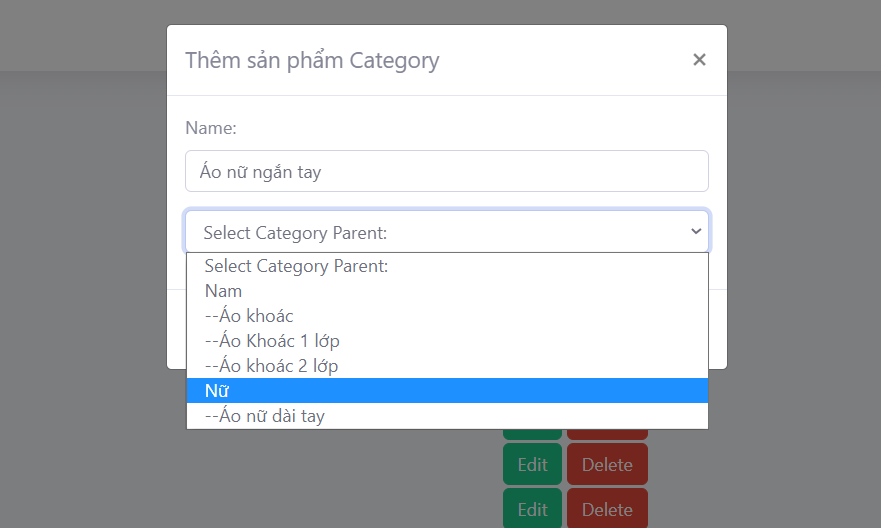 Thêm sản phẩm Category
×
Name:
Áo nữ ngắn tay
Select Category Parent:
Select Category Parent:
Nam
--Áo khoác
--Áo Khoác 1 lớp
--Áo khoác 2 lớp
Nữ
--Áo nữ dài tay
Edit Delete
Edit Delete